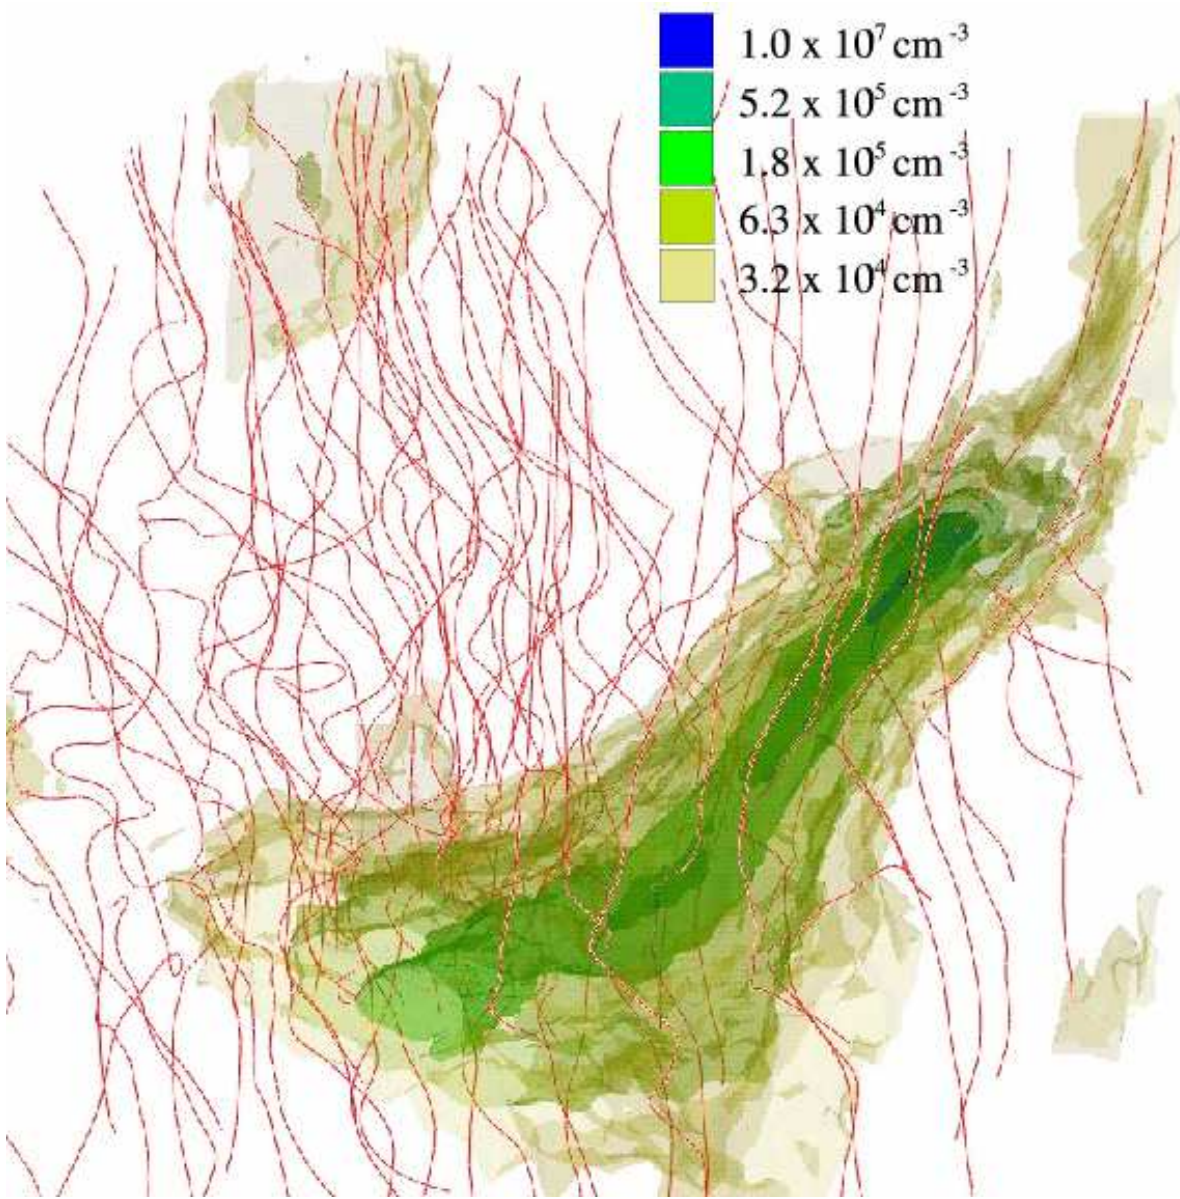 1.0 x 10⁷ cm⁻³
5.2 x 10⁵ cm⁻³
1.8 x 10⁵ cm⁻³
6.3 x 10⁴ cm⁻³
3.2 x 10⁴ cm⁻³